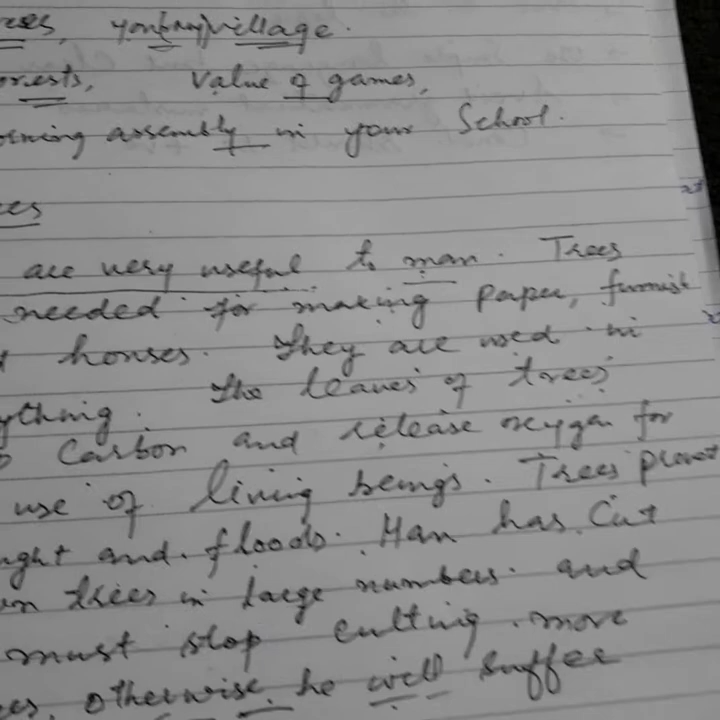 rees, your village.
orests, Value of games,
orning assembly in your School.
es
are very useful to man. Trees
needed for making paper, furnish
houses. They are used in
ything. The leaves of trees
Carbon and release oxygen for
use of living beings. Trees prevent
ught and floods. Man has Cut
wn trees in large numbers. and
must stop cutting more
es, otherwise he will suffer